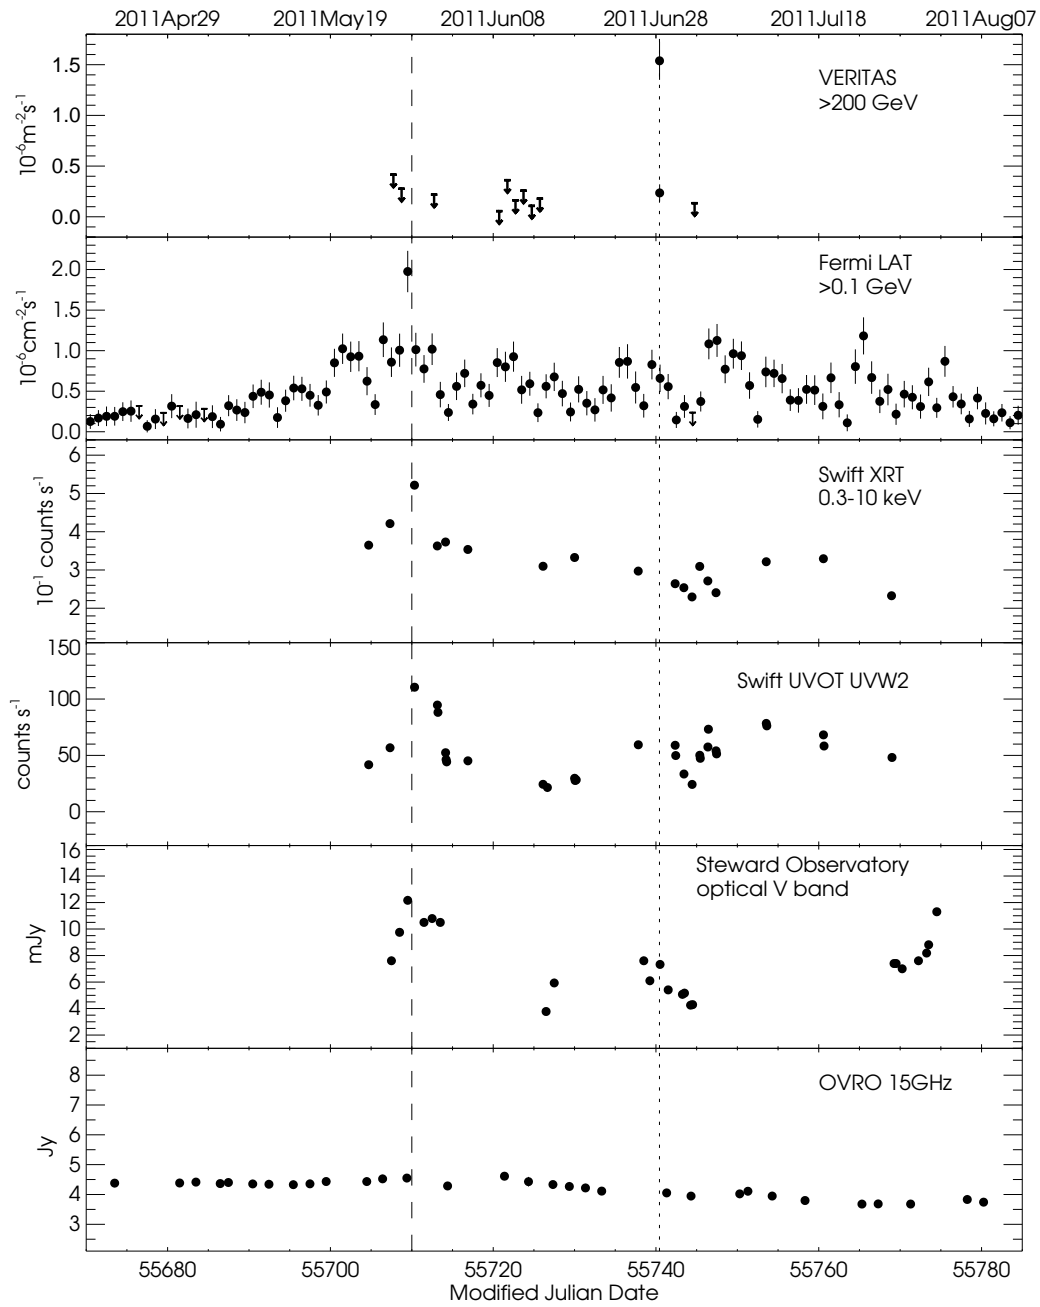 2011Apr29 2011May19 2011Jun08 2011Jun28 2011Jul18 2011Aug07
VERITAS
>200 GeV
1.5
1.0
0.5
0.0
10⁻⁶m⁻²s⁻¹
Fermi LAT
>0.1 GeV
2.0
1.5
1.0
0.5
0.0
10⁻⁶cm⁻²s⁻¹
Swift XRT
0.3-10 keV
6
5
4
3
2
10⁻¹ counts s⁻¹
Swift UVOT UVW2
150
100
50
0
counts s⁻¹
Steward Observatory
optical V band
16
14
12
10
8
6
4
2
mJy
OVRO 15GHz
8
7
6
5
4
3
Jy
55680 55700 55720 55740 55760 55780
Modified Julian Date